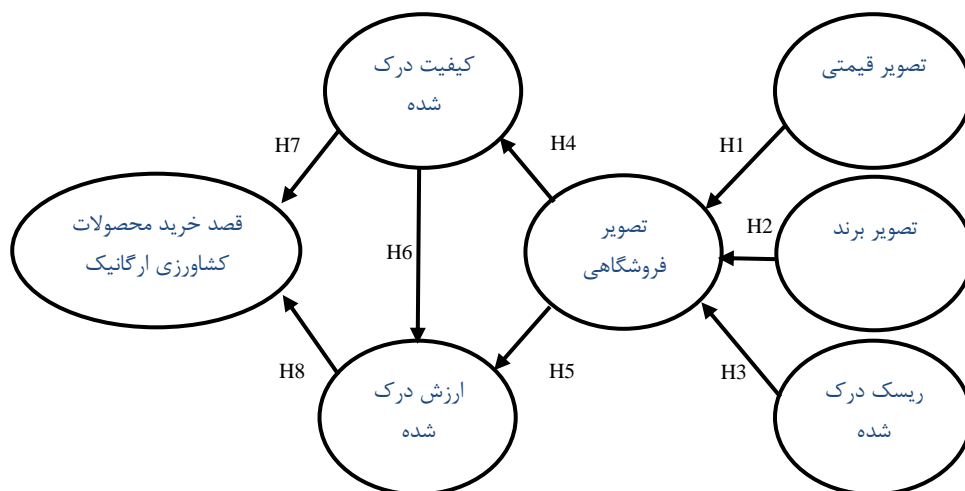 تصویر قیمتی
کیفیت درک
شده
H1
H4
H7
تصویر برند
H2
تصویر
فروشگاهی
H6
قصد خرید محصولات
کشاورزی ارگانیک
ریسک درک
شده
H3
H5
H8
ارزش درک
شده